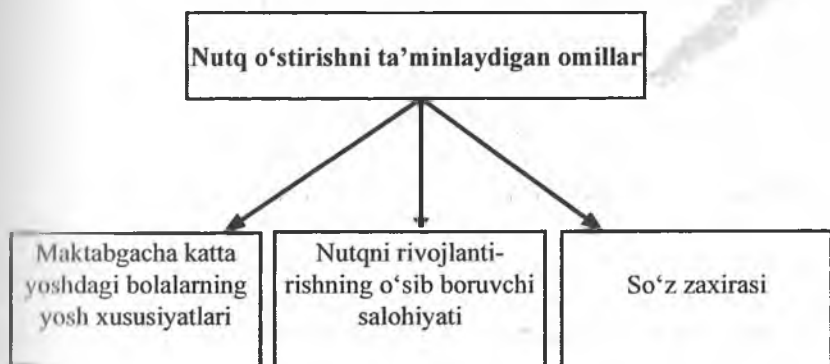 Nutq o‘stirishni ta’minlaydigan omillar
Maktabgacha katta
yoshdagi bolalarning
yosh xususiyatlari
Nutqni rivojlanti-
rishning o‘sib boruvchi
salohiyati
So‘z zaxirasi